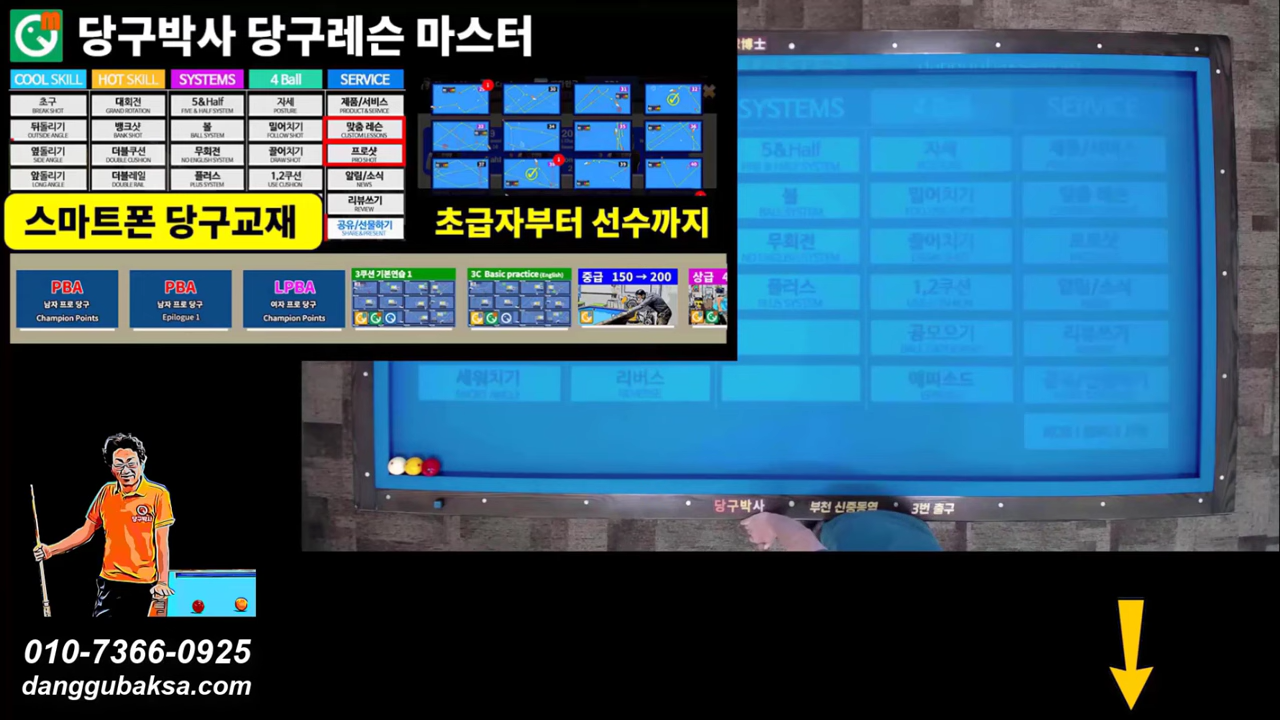 당구박사 당구레슨 마스터
COOL SKILL
HOT SKILL
SYSTEMS
4 Ball
SERVICE
초구
BREAK SHOT
대회전
GRAND ROTATION
5&Half
FIVE & HALF SYSTEM
자세
POSTURE
제품/서비스
PRODUCT & SERVICE
뒤돌리기
OUTSIDE ANGLE
뱅크샷
BANK SHOT
볼
BALL SYSTEM
밀어치기
FOLLOW SHOT
맞춤 레슨
CUSTOM LESSONS
옆돌리기
SIDE ANGLE
더블쿠션
DOUBLE CUSHION
무회전
NO ENGLISH SYSTEM
끌어치기
DRAW SHOT
프로샷
PRO SHOT
앞돌리기
LONG ANGLE
더블레일
DOUBLE RAIL
플러스
PLUS SYSTEM
1,2쿠션
USE CUSHION
알림/소식
NEWS
리뷰쓰기
REVIEW
공유/선물하기
SHARE & PRESENT
스마트폰 당구교재
초급자부터 선수까지
PBA
남자 프로 당구
Champion Points
PBA
남자 프로 당구
Epilogue 1
LPBA
여자 프로 당구
Champion Points
3쿠션 기본연습 1
3C Basic practice(English)
중급 150 → 200
상급 4
SYSTEMS
5&Half
자세
볼
BALL SYSTEM
밀어치기
무회전
끌어치기
프로샷
플러스
PLUS SYSTEM
1,2쿠션
알림/소식
공모으기
리뷰쓰기
세워치기
SHORT ANGLE
리버스
REVERSE
에피소드
당구박사
부천 신중동역
3번 출구
010-7366-0925
danggubaksa.com